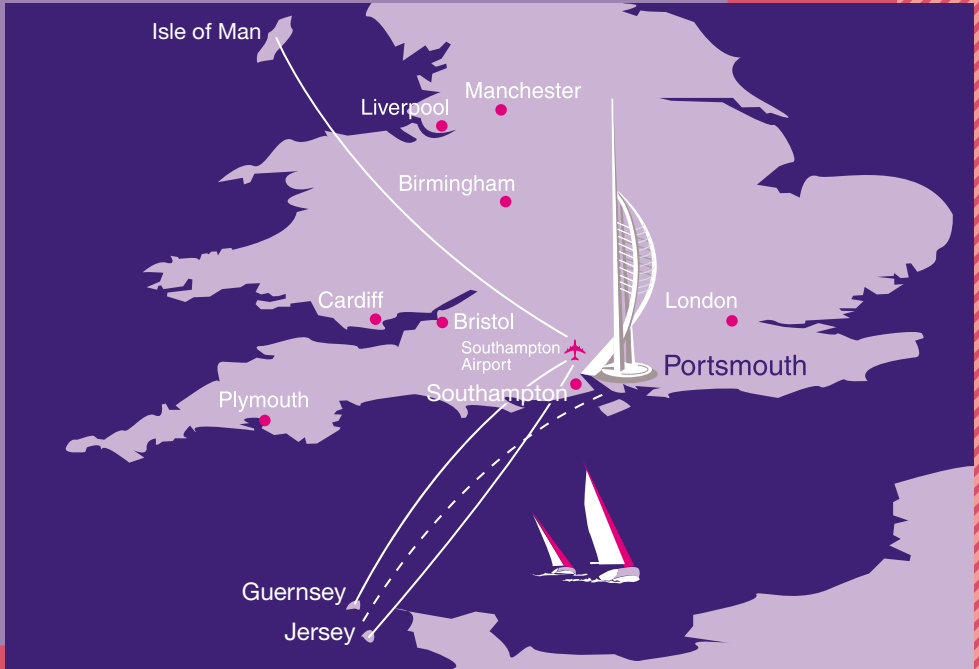 Isle of Man
Manchester
Liverpool
Birmingham
Cardiff
London
Bristol
Southampton
Airport
Portsmouth
Southampton
Plymouth
Guernsey
Jersey